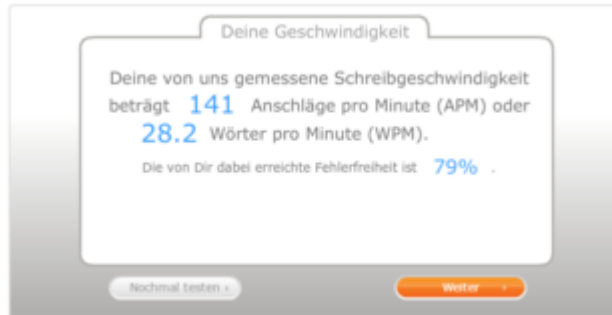 Deine Geschwindigkeit
Deine von uns gemessene Schreibgeschwindigkeit
beträgt 141 Anschläge pro Minute (APM) oder
28.2 Wörter pro Minute (WPM).
Die von Dir dabei erreichte Fehlerfreiheit ist 79% .
Nochmal testen ›
Weiter ›